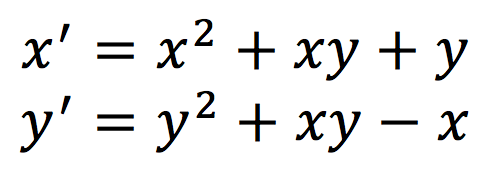 x′ = x² + xy + y
y′ = y² + xy − x